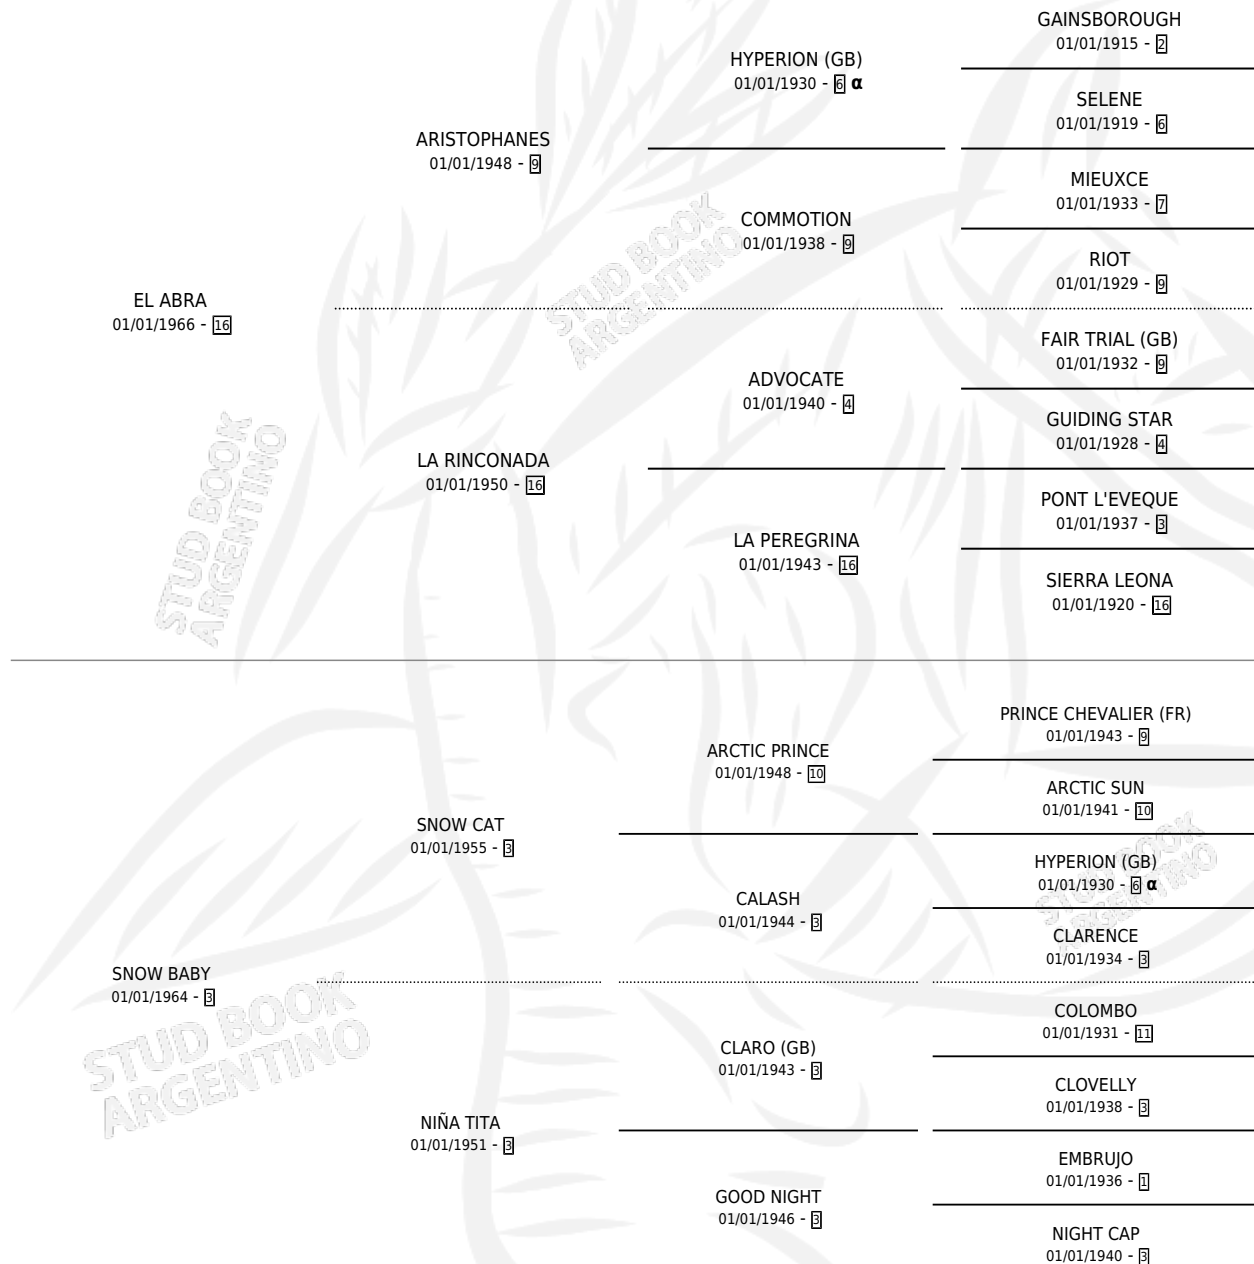 GAINSBOROUGH
01/01/1915 - 2
HYPERION (GB)
01/01/1930 - 6 α
SELENE
01/01/1919 - 6
ARISTOPHANES
01/01/1948 - 9
MIEUXCE
01/01/1933 - 7
COMMOTION
01/01/1938 - 9
RIOT
01/01/1929 - 9
EL ABRA
01/01/1966 - 16
FAIR TRIAL (GB)
01/01/1932 - 9
ADVOCATE
01/01/1940 - 4
GUIDING STAR
01/01/1928 - 4
LA RINCONADA
01/01/1950 - 16
PONT L'EVEQUE
01/01/1937 - 3
LA PEREGRINA
01/01/1943 - 16
SIERRA LEONA
01/01/1920 - 16
PRINCE CHEVALIER (FR)
01/01/1943 - 9
ARCTIC PRINCE
01/01/1948 - 10
ARCTIC SUN
01/01/1941 - 10
SNOW CAT
01/01/1955 - 3
HYPERION (GB)
01/01/1930 - 6 α
CALASH
01/01/1944 - 3
CLARENCE
01/01/1934 - 3
SNOW BABY
01/01/1964 - 3
COLOMBO
01/01/1931 - 11
CLARO (GB)
01/01/1943 - 3
CLOVELLY
01/01/1938 - 3
NIÑA TITA
01/01/1951 - 3
EMBRUJO
01/01/1936 - 1
GOOD NIGHT
01/01/1946 - 3
NIGHT CAP
01/01/1940 - 3
STUD BOOK
ARGENTINO
STUD BOOK
ARGENTINO
STUD BOOK
ARGENTINO
STUD BOOK
ARGENTINO